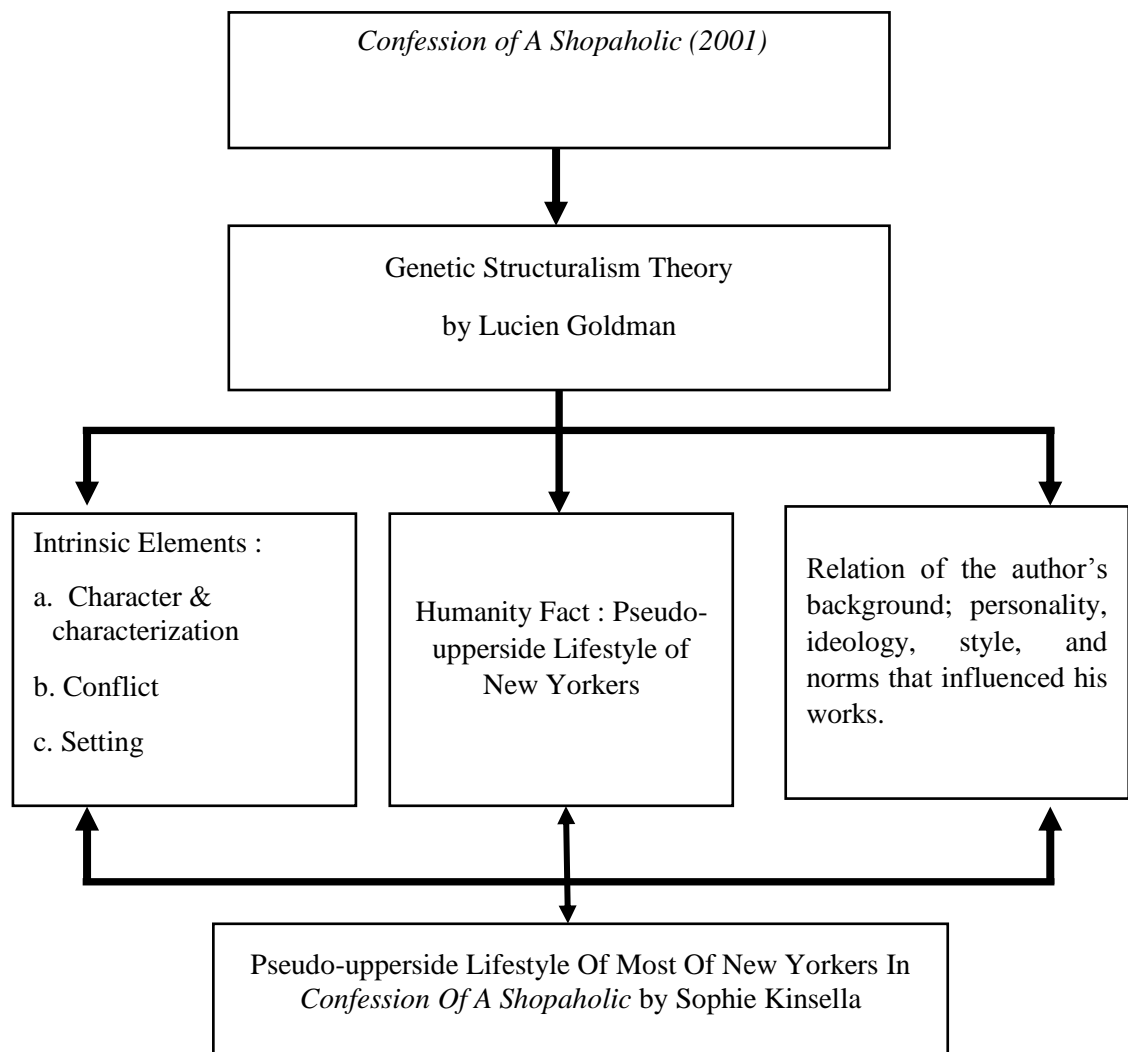 Confession of A Shopaholic (2001)
Genetic Structuralism Theory
by Lucien Goldman
Intrinsic Elements :
a. Character &
characterization
b. Conflict
c. Setting
Humanity Fact : Pseudo-
upperside Lifestyle of
New Yorkers
Relation of the author’s
background; personality,
ideology, style, and
norms that influenced his
works.
Pseudo-upperside Lifestyle Of Most Of New Yorkers In
Confession Of A Shopaholic by Sophie Kinsella